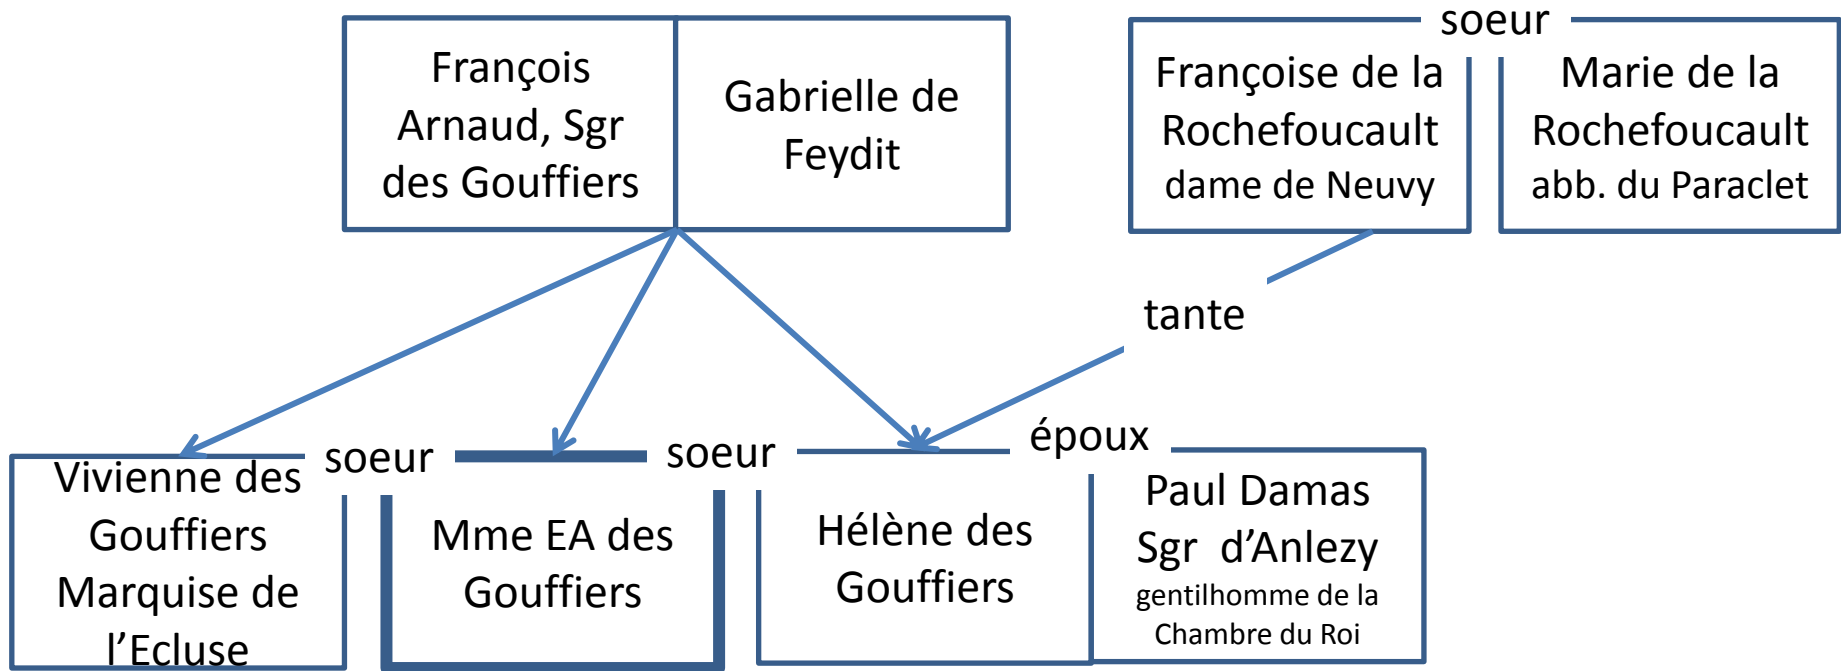 François
Arnaud, Sgr
des Gouffiers
Gabrielle de
Feydit
soeur
Françoise de la
Rochefoucault
dame de Neuvy
Marie de la
Rochefoucault
abb. du Paraclet
tante
soeur
soeur
époux
Vivienne des
Gouffiers
Marquise de
l’Ecluse
Mme EA des
Gouffiers
Hélène des
Gouffiers
Paul Damas
Sgr d’Anlezy
gentilhomme de la
Chambre du Roi